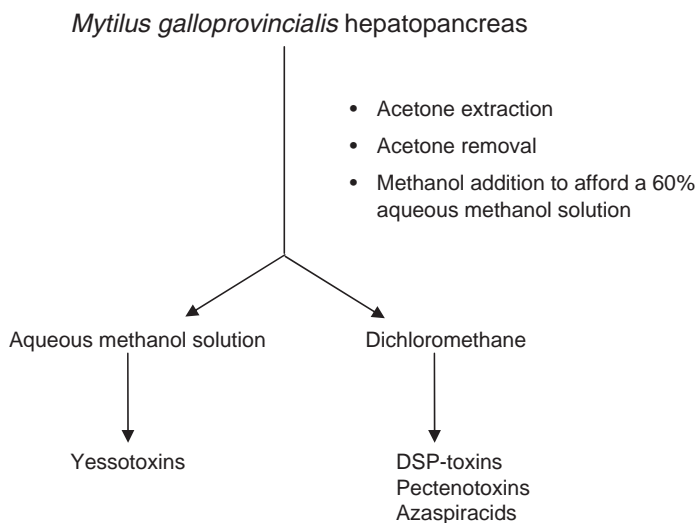 Mytilus galloprovincialis hepatopancreas
• Acetone extraction
• Acetone removal
• Methanol addition to afford a 60%
aqueous methanol solution
Aqueous methanol solution
Dichloromethane
Yessotoxins
DSP-toxins
Pectenotoxins
Azaspiracids